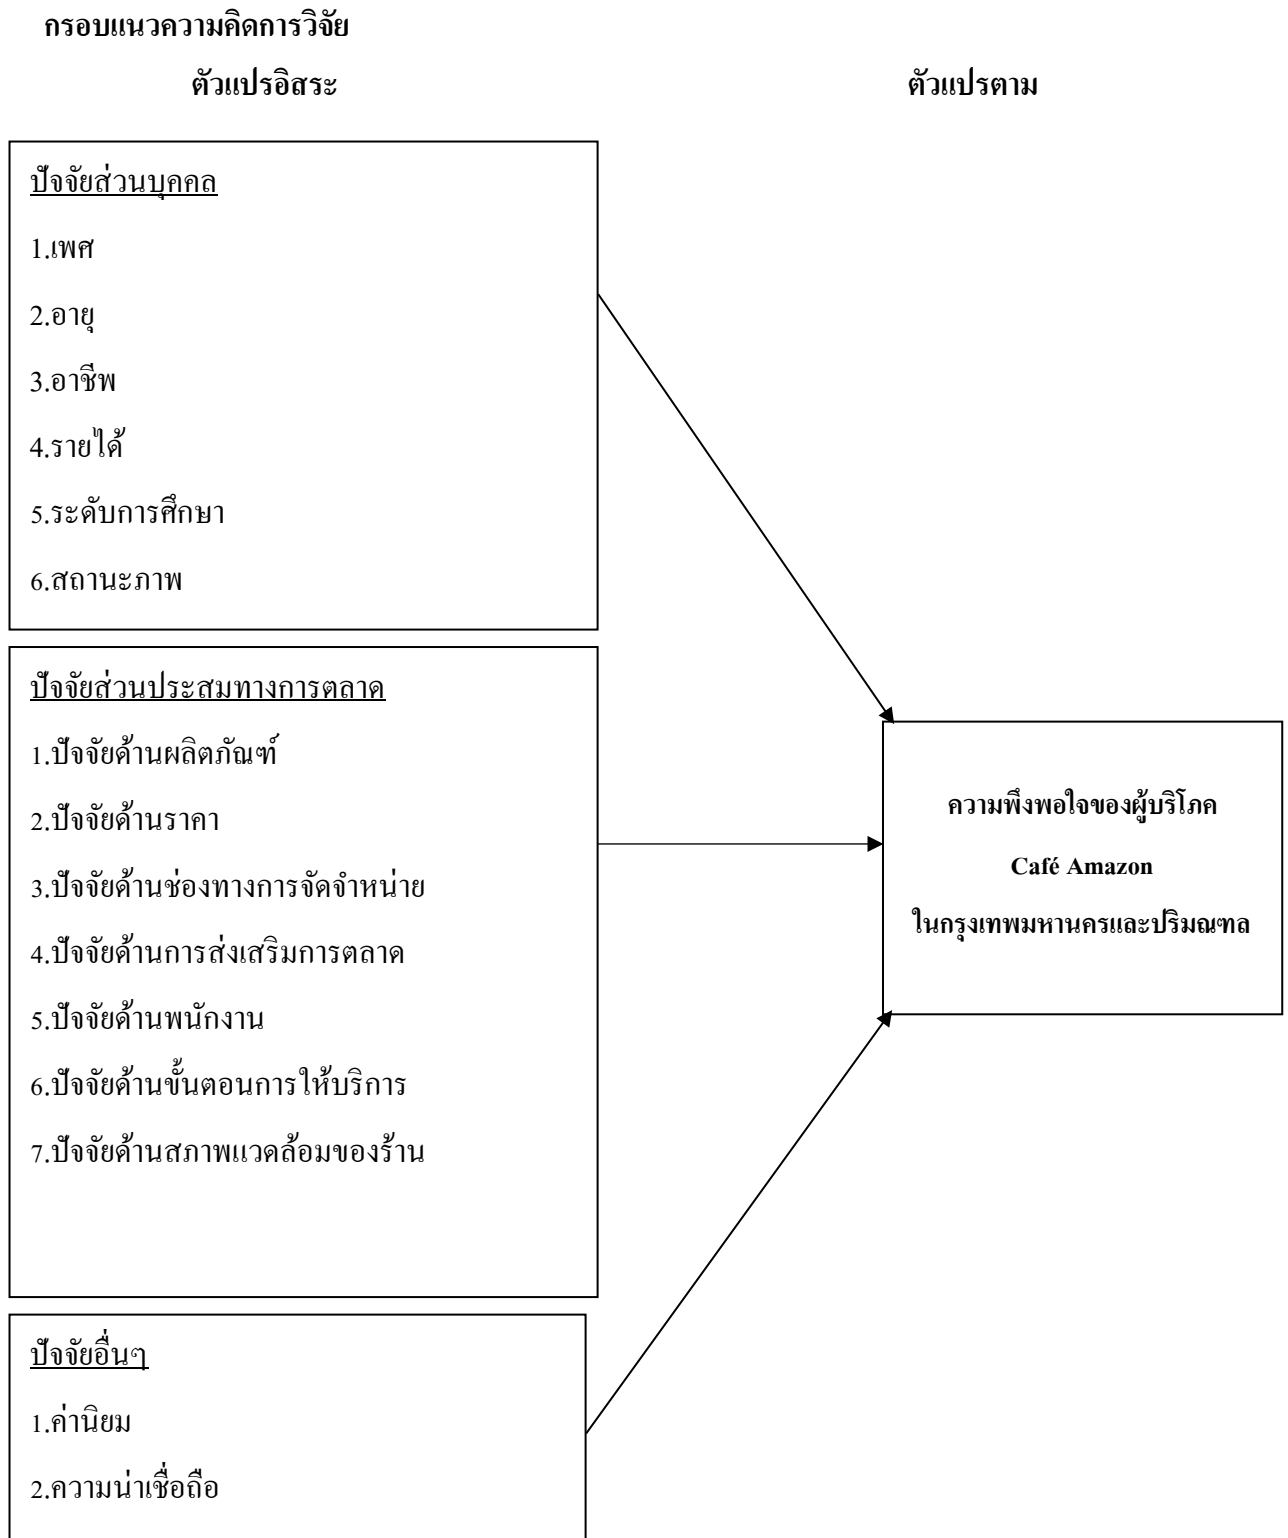 กรอบแนวความคิดการวิจัย
ตัวแปรอิสระ
ตัวแปรตาม
ปัจจัยส่วนบุคคล
1.เพศ
2.อายุ
3.อาชีพ
4.รายได้
5.ระดับการศึกษา
6.สถานะภาพ
ปัจจัยส่วนประสมทางการตลาด
1.ปัจจัยด้านผลิตภัณฑ์
2.ปัจจัยด้านราคา
3.ปัจจัยด้านช่องทางการจัดจำหน่าย
4.ปัจจัยด้านการส่งเสริมการตลาด
5.ปัจจัยด้านพนักงาน
6.ปัจจัยด้านขั้นตอนการให้บริการ
7.ปัจจัยด้านสภาพแวดล้อมของร้าน
ปัจจัยอื่นๆ
1.ค่านิยม
2.ความน่าเชื่อถือ
ความพึงพอใจของผู้บริโภค
Café Amazon
ในกรุงเทพมหานครและปริมณฑล